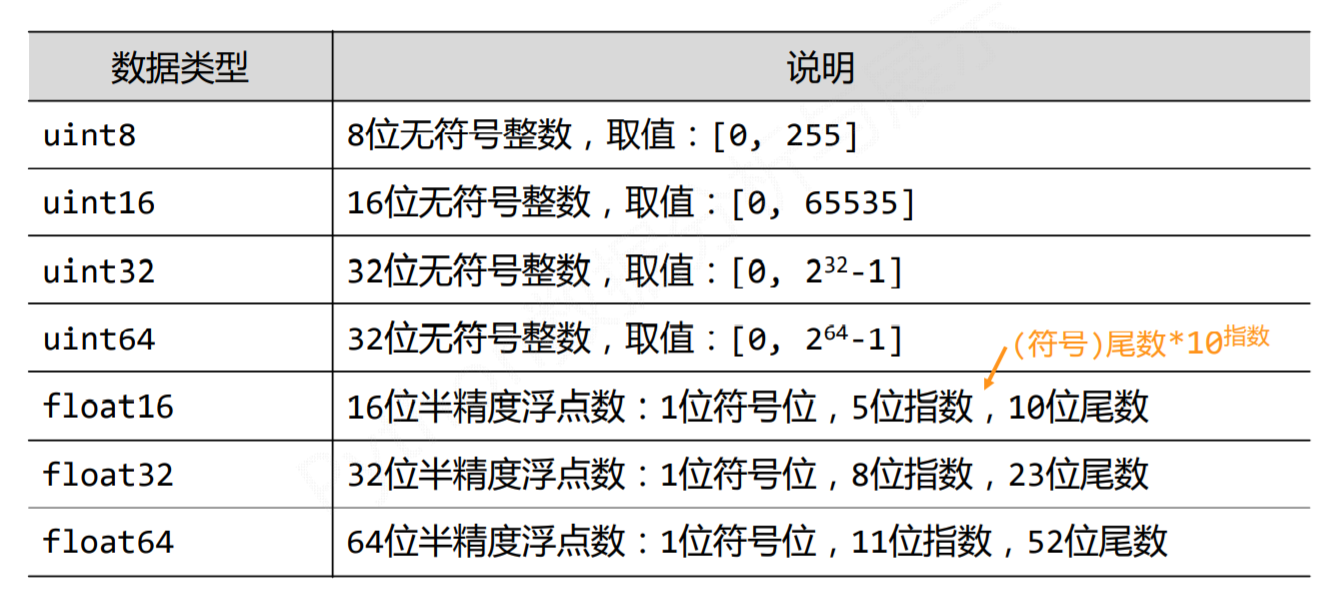 数据类型 说明
uint8 8位无符号整数，取值：[0, 255]
uint16 16位无符号整数，取值：[0, 65535]
uint32 32位无符号整数，取值：[0, 2³²-1]
uint64 32位无符号整数，取值：[0, 2⁶⁴-1]
(符号)尾数*10指数
float16 16位半精度浮点数：1位符号位，5位指数，10位尾数
float32 32位半精度浮点数：1位符号位，8位指数，23位尾数
float64 64位半精度浮点数：1位符号位，11位指数，52位尾数